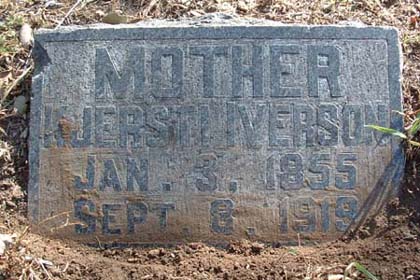 MOTHER
KJERSTI IVERSON
JAN. 3. 1855
SEPT. 8. 1919